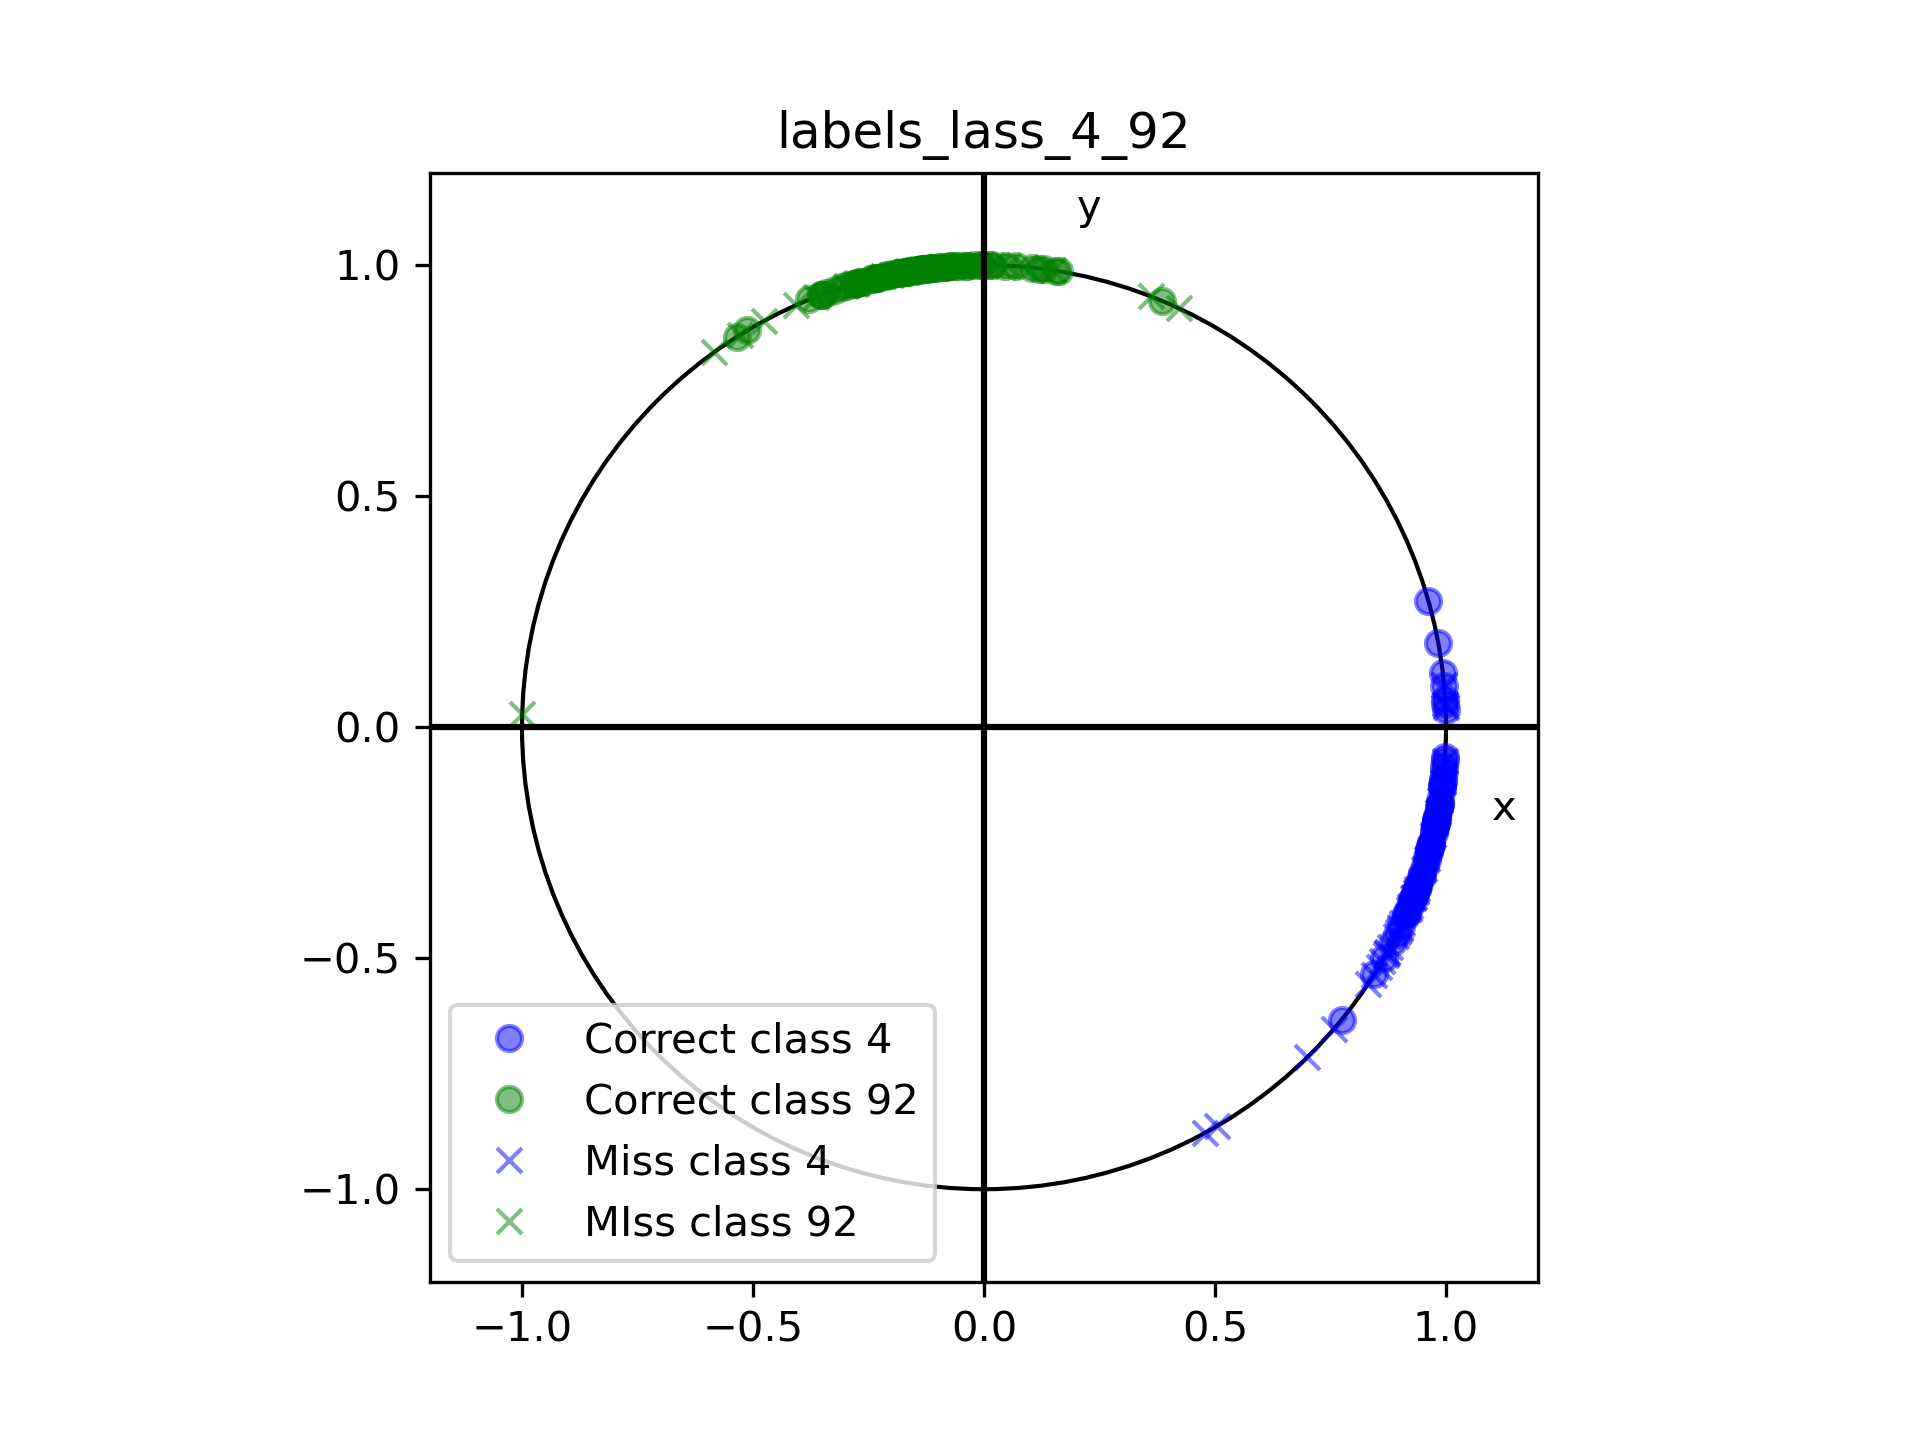 labels_lass_4_92
y
1.0
0.5
0.0
−0.5
−1.0
x
Correct class 4
Correct class 92
Miss class 4
MIss class 92
−1.0 −0.5 0.0 0.5 1.0